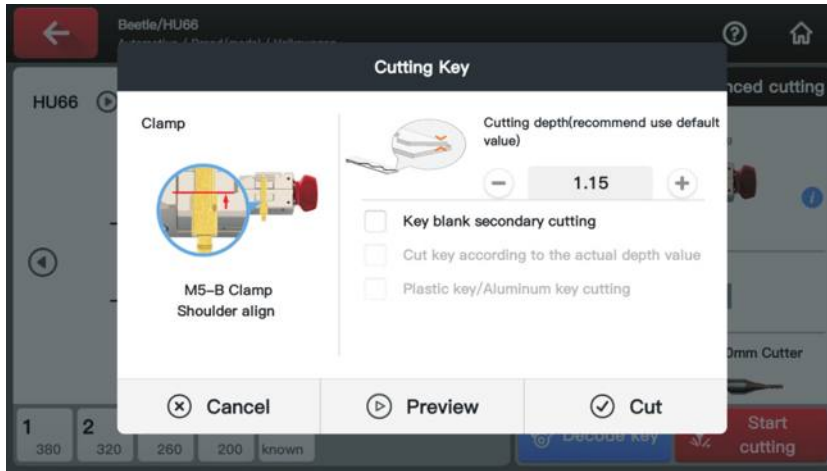 Beetle/HU66
Cutting Key
HU66
Clamp
M5-B Clamp
Shoulder align
Cutting depth(recommend use default
value)
1.15
Key blank secondary cutting
Cut key according to the actual depth value
Plastic key/Aluminum key cutting
Cancel
Preview
Cut
cutting
Cutter
1
380
2
320
260
200
known
Decode key
Start
cutting